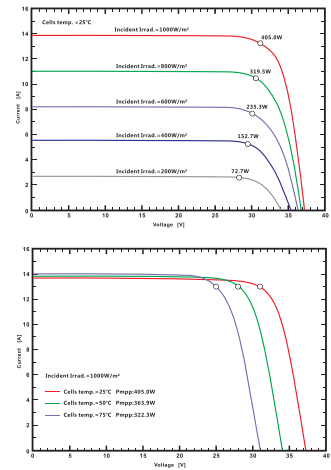 16
14
12
10
8
6
4
2
0
Current [A]
Cells temp. =25℃
Incident Irrad.=1000W/m²
405.0W
Incident Irrad.=800W/m²
319.5W
Incident Irrad.=600W/m²
235.3W
Incident Irrad.=400W/m²
152.7W
Incident Irrad.=200W/m²
72.7W
0 5 10 15 20 25 30 35 40
Voltage [V]
16
14
12
10
8
6
4
2
0
Current [A]
Incident Irrad.=1000W/m²
Cells temp.=25℃ Pmpp:405.0W
Cells temp.=50℃ Pmpp:363.9W
Cells temp.=75℃ Pmpp:322.3W
0 5 10 15 20 25 30 35 40
Voltage [V]